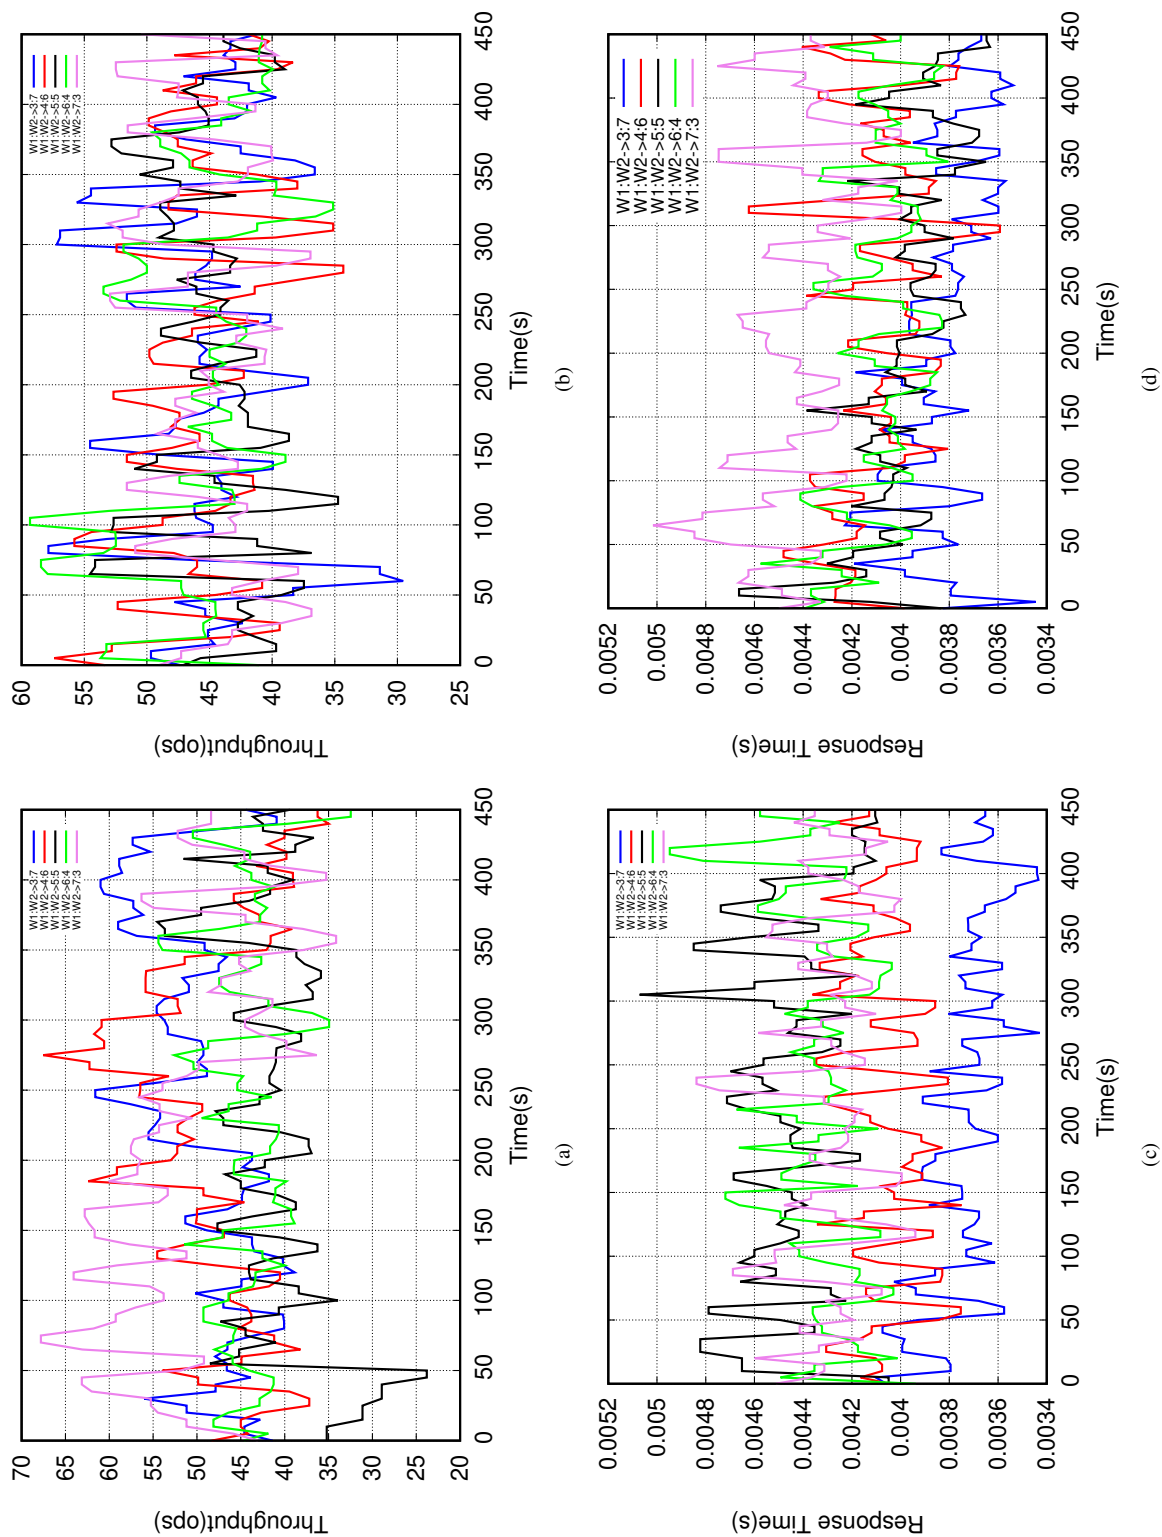 70
65
60
55
50
45
40
35
30
25
20
0
50
100
150
200
250
300
350
400
450
Throughput(ops)
Time(s)
W1:W2->3:7
W1:W2->4:6
W1:W2->5:5
W1:W2->6:4
W1:W2->7:3
(a)
60
55
50
45
40
35
30
25
0
50
100
150
200
250
300
350
400
450
Throughput(ops)
Time(s)
W1:W2->3:7
W1:W2->4:6
W1:W2->5:5
W1:W2->6:4
W1:W2->7:3
(b)
0.0052
0.005
0.0048
0.0046
0.0044
0.0042
0.004
0.0038
0.0036
0.0034
0
50
100
150
200
250
300
350
400
450
Response Time(s)
Time(s)
W1:W2->3:7
W1:W2->4:6
W1:W2->5:5
W1:W2->6:4
W1:W2->7:3
(c)
0.0052
0.005
0.0048
0.0046
0.0044
0.0042
0.004
0.0038
0.0036
0.0034
0
50
100
150
200
250
300
350
400
450
Response Time(s)
Time(s)
W1:W2->3:7
W1:W2->4:6
W1:W2->5:5
W1:W2->6:4
W1:W2->7:3
(d)